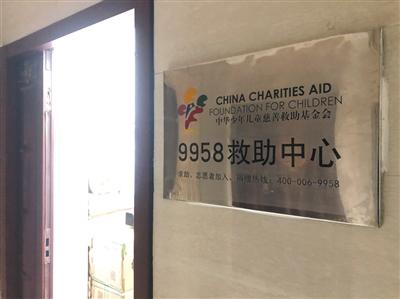 CHINA CHARITIES AID
FOUNDATION FOR CHILDREN
中华少年儿童慈善救助基金会
9958救助中心
求助、志愿者加入、捐赠热线：400-006-9958